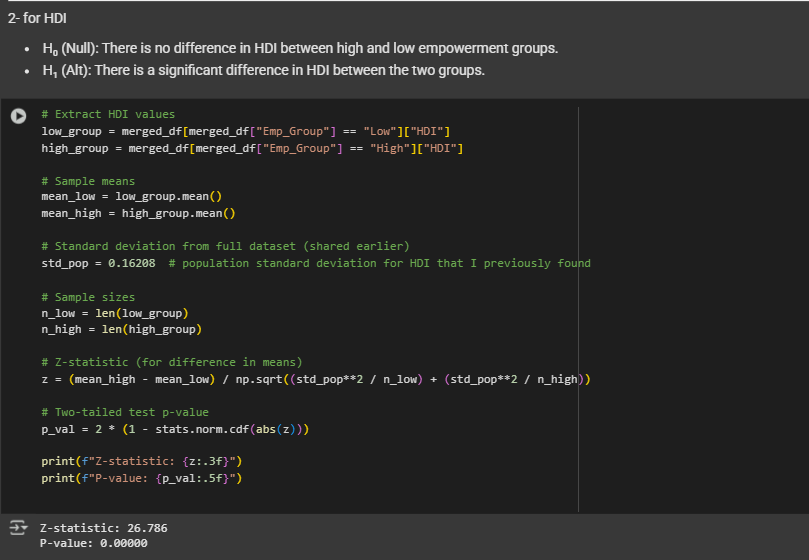 2- for HDI
• H₀ (Null): There is no difference in HDI between high and low empowerment groups.
• H₁ (Alt): There is a significant difference in HDI between the two groups.
# Extract HDI values
low_group = merged_df[merged_df["Emp_Group"] == "Low"]["HDI"]
high_group = merged_df[merged_df["Emp_Group"] == "High"]["HDI"]
# Sample means
mean_low = low_group.mean()
mean_high = high_group.mean()
# Standard deviation from full dataset (shared earlier)
std_pop = 0.16208  # population standard deviation for HDI that I previously found
# Sample sizes
n_low = len(low_group)
n_high = len(high_group)
# Z-statistic (for difference in means)
z = (mean_high - mean_low) / np.sqrt((std_pop**2 / n_low) + (std_pop**2 / n_high))
# Two-tailed test p-value
p_val = 2 * (1 - stats.norm.cdf(abs(z)))
print(f"Z-statistic: {z:.3f}")
print(f"P-value: {p_val:.5f}")
Z-statistic: 26.786
P-value: 0.00000